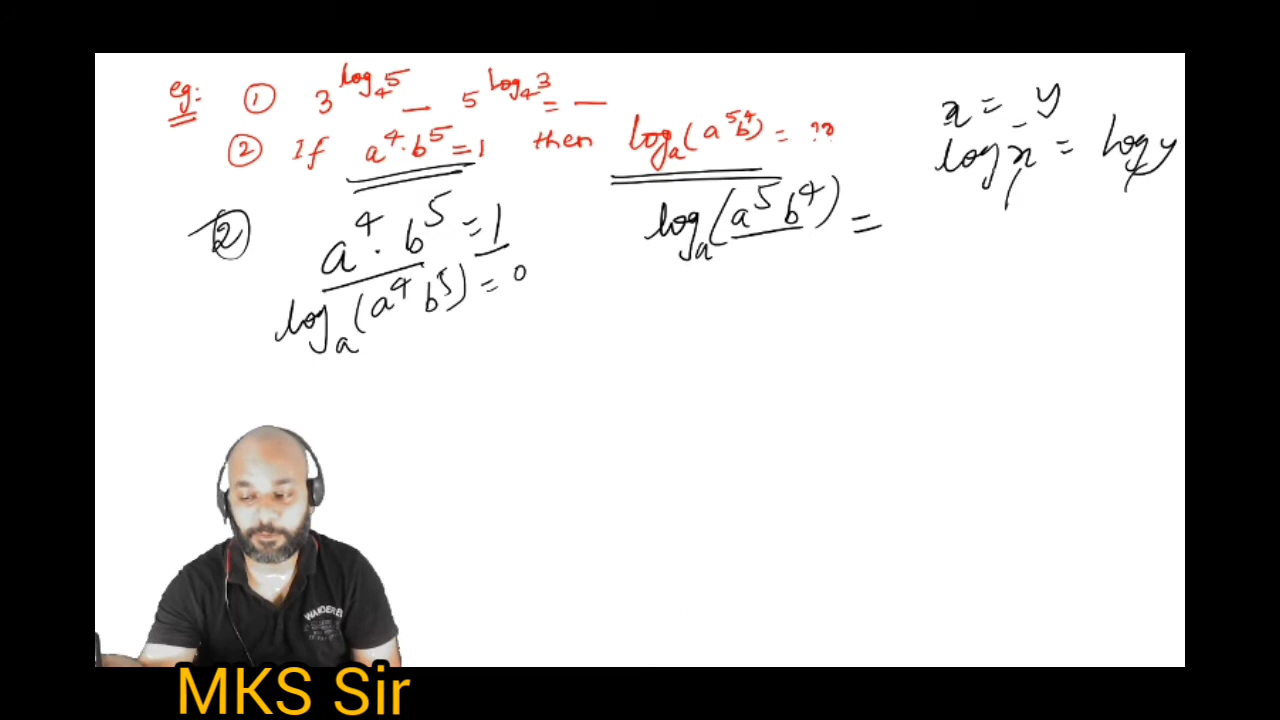 eg: ① 3^log₄5 — 5^log₄3 = —
② If a⁴·b⁵=1 then logₐ(a⁵b⁴) = ??
x = y
log x = log y
② a⁴·b⁵=1 logₐ(a⁵b⁴) =
logₐ(a⁴b⁵) = 0
WANDERE
MKS Sir